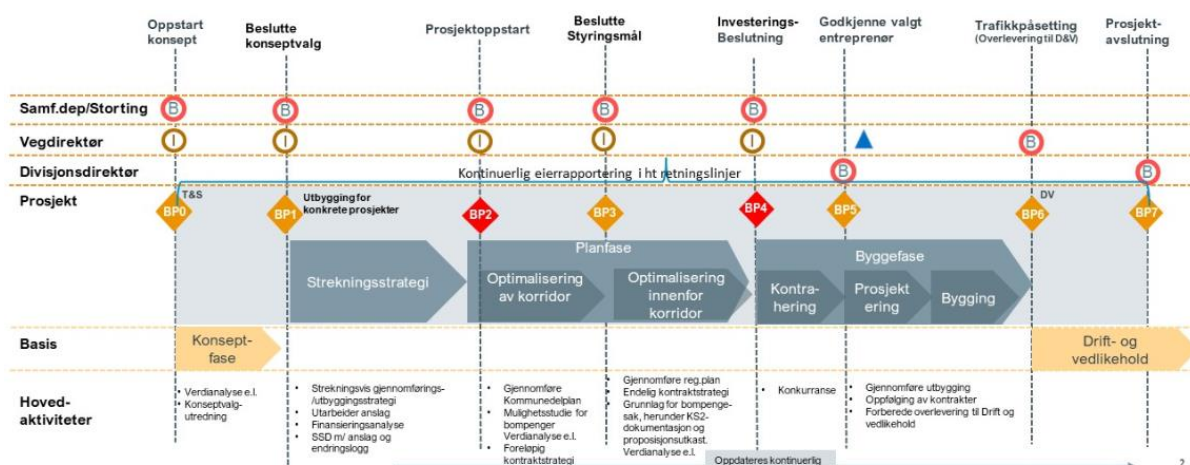 Oppstart
konsept
Beslutte
konseptvalg
Prosjektoppstart
Beslutte
Styringsmål
Investerings-
Beslutning
Godkjenne valgt
entreprenør
Trafikkpåsetting
(Overlevering til D&V)
Prosjekt-
avslutning
Samf.dep/Storting
B
B
B
B
B
Vegdirektør
I
I
I
I
I
B
Divisjonsdirektør
Kontinuerlig eierrapportering i ht retningslinjer
B
B
Prosjekt
T&S
Utbygging for
konkrete prosjekter
DV
BP0
BP1
BP2
BP3
BP4
BP5
BP6
BP7
Strekningsstrategi
Planfase
Optimalisering
av korridor
Optimalisering
innenfor
korridor
Byggefase
Kontra-
hering
Prosjekt
ering
Bygging
Basis
Konsept-
fase
Drift- og
vedlikehold
Hoved-
aktiviteter
• Verdianalyse e.l.
• Konseptvalg-
utredning
• Strekningsvis gjennomførings-
/utbyggingsstrategi
• Utarbeider anslag
• Finansieringsanalyse
• SSD m/ anslag og
endringslogg
• Gjennomføre
Kommunedelplan
• Mulighetsstudie for
bompenger
Verdianalyse e.l.
• Foreløpig
kontraktstrategi
• Gjennomføre reg.plan
• Endelig kontraktstrategi
• Grunnlag for bompenge-
sak, herunder KS2-
dokumentasjon og
proposisjonsutkast.
Verdianalyse e.l.
• Konkurranse
• Gjennomføre utbygging
• Oppfølging av kontrakter
• Forberede overlevering til Drift og
vedlikehold
Oppdateres kontinuerlig
2